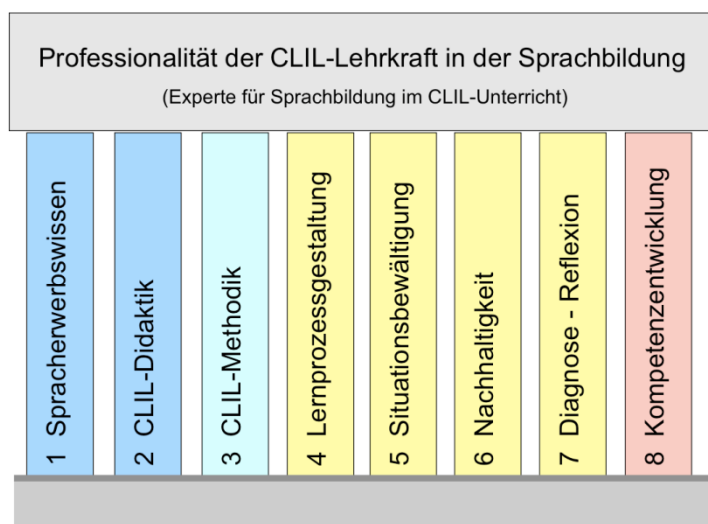 Professionalität der CLIL-Lehrkraft in der Sprachbildung
(Experte für Sprachbildung im CLIL-Unterricht)
1 Spracherwerbswissen
2 CLIL-Didaktik
3 CLIL-Methodik
4 Lernprozessgestaltung
5 Situationsbewältigung
6 Nachhaltigkeit
7 Diagnose - Reflexion
8 Kompetenzentwicklung